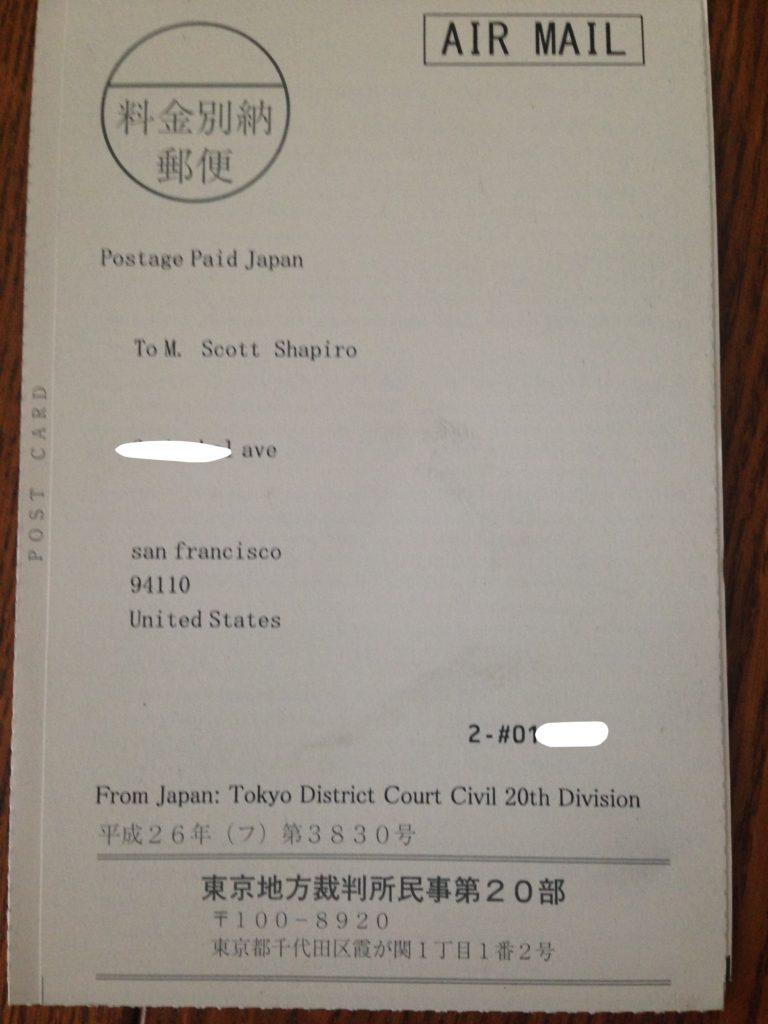 AIR MAIL
料金別納
郵便
Postage Paid Japan
To M. Scott Shapiro
ave
san francisco
94110
United States
POST CARD
2-#01
From Japan: Tokyo District Court Civil 20th Division
平成26年(フ)第3830号
東京地方裁判所民事第20部
〒100-8920
東京都千代田区霞が関1丁目1番2号